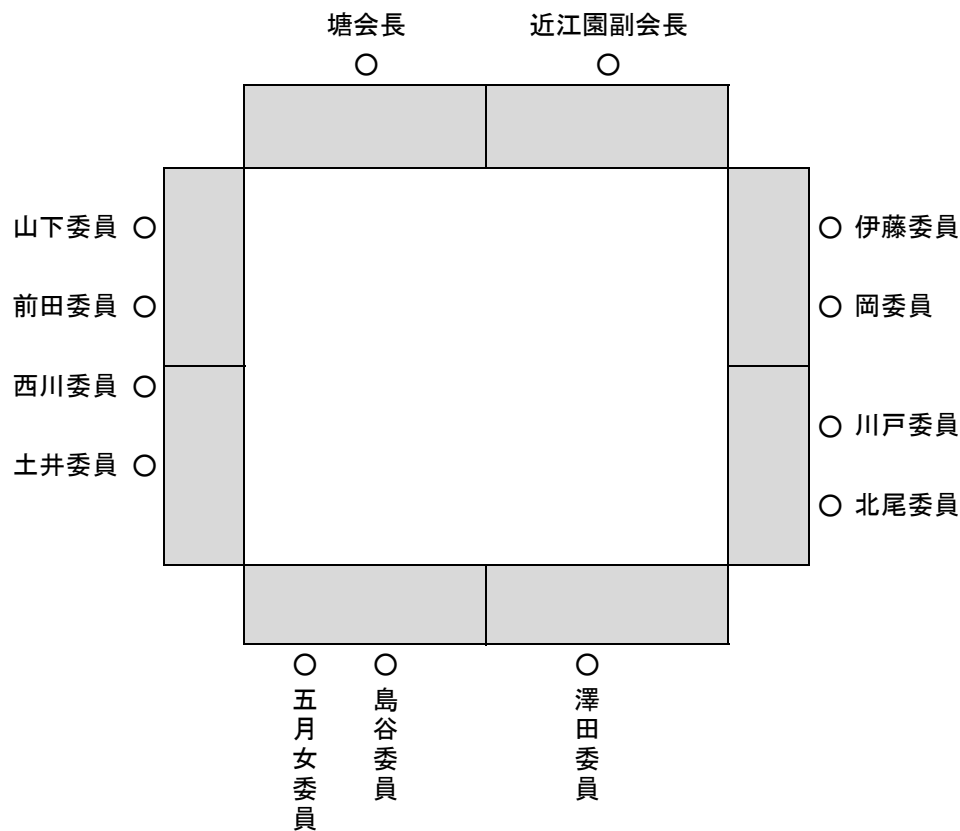 塘会長
近江園副会長
山下委員
伊藤委員
前田委員
岡委員
西川委員
川戸委員
土井委員
北尾委員
五月女委員
島谷委員
澤田委員